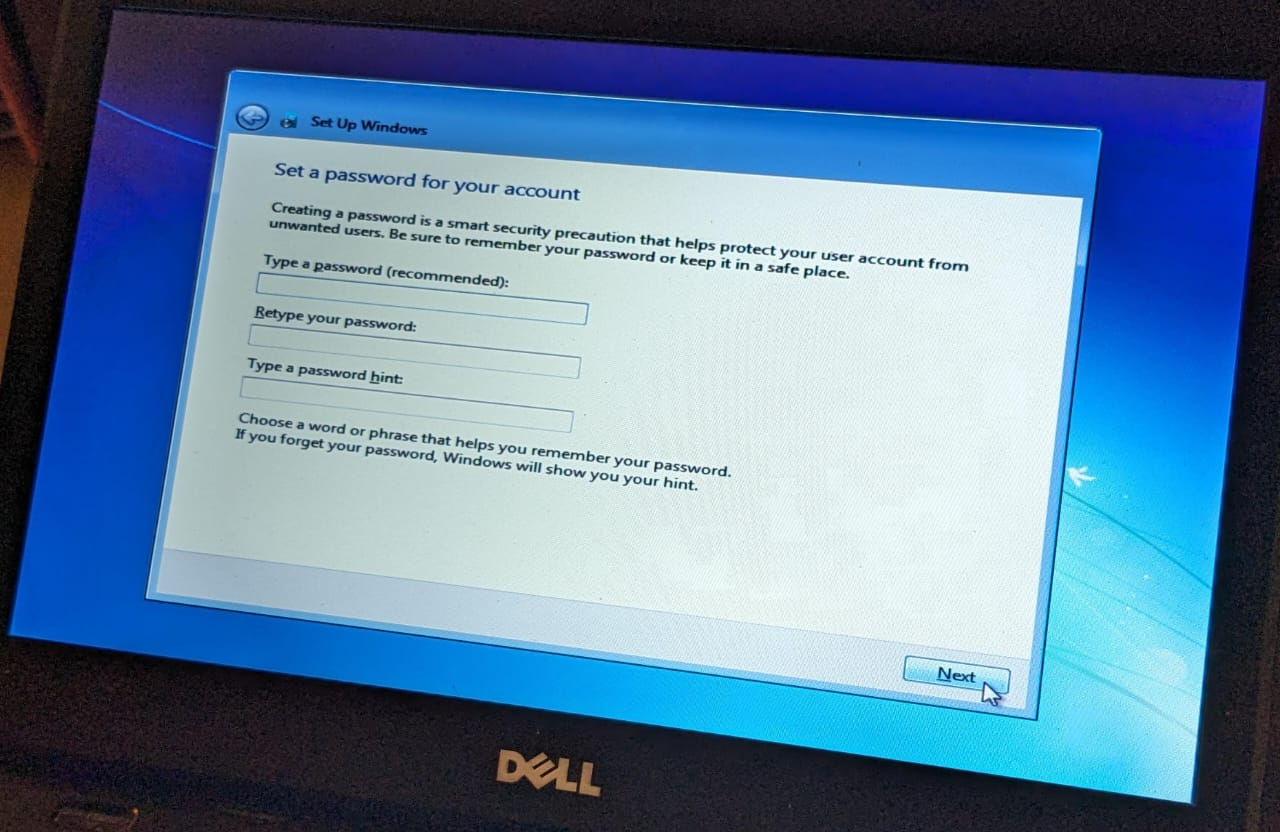 Set Up Windows
Set a password for your account
Creating a password is a smart security precaution that helps protect your user account from
unwanted users. Be sure to remember your password or keep it in a safe place.
Type a password (recommended):
Retype your password:
Type a password hint:
Choose a word or phrase that helps you remember your password.
If you forget your password, Windows will show you your hint.
Next
DELL